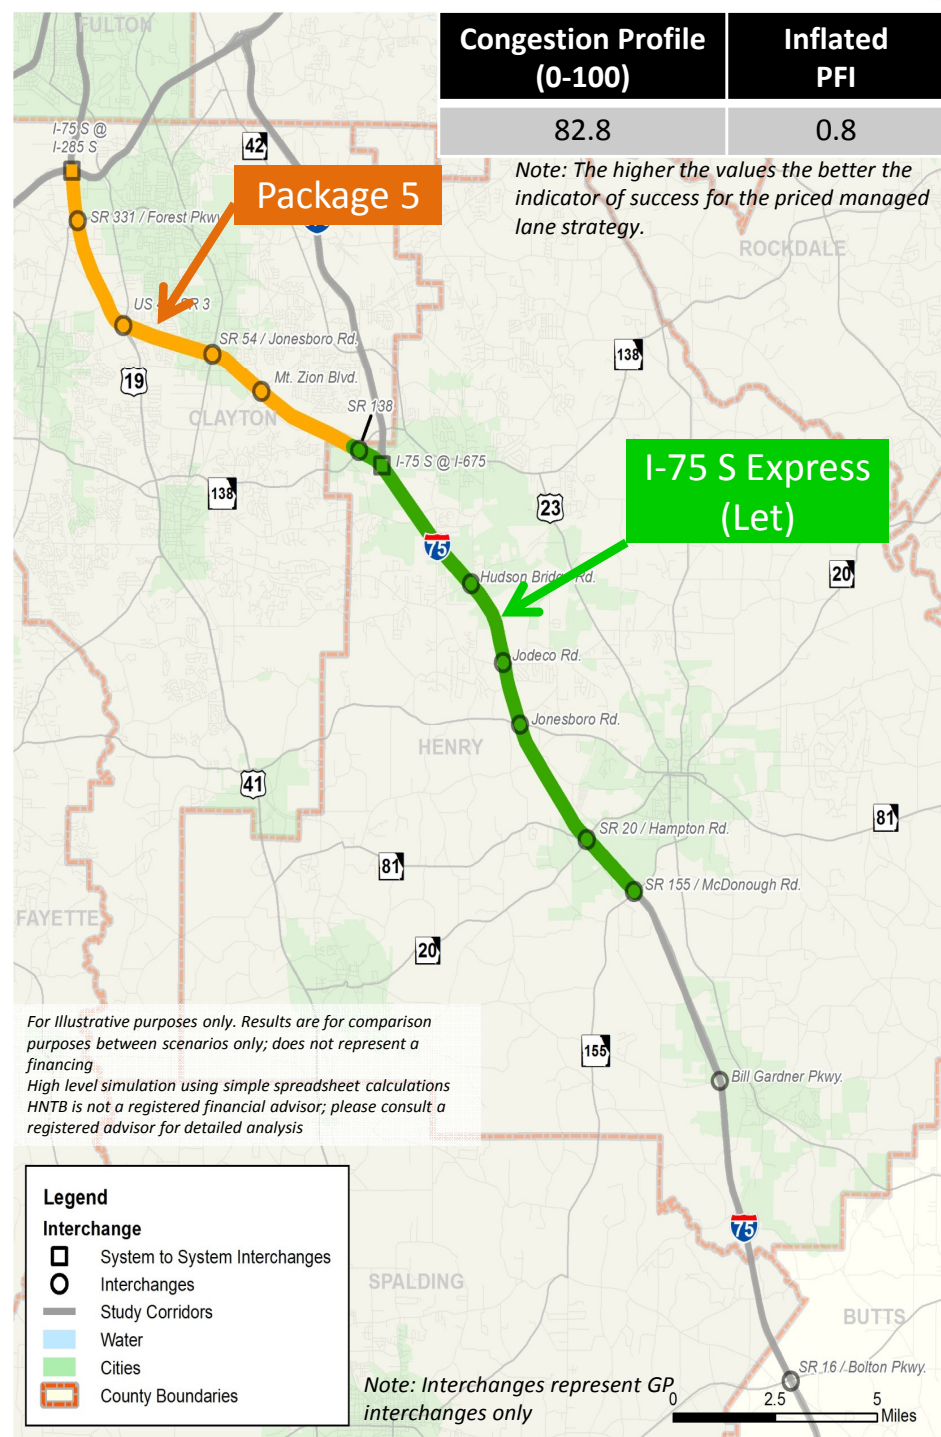 FULTON
Congestion Profile
(0-100)
Inflated
PFI
82.8
0.8
Note: The higher the values the better the
indicator of success for the priced managed
lane strategy.
I-75 S @
I-285 S
42
Package 5
SR 331 / Forest Pkwy
ROCKDALE
US
R 3
SR 54 / Jonesboro Rd.
138
19
Mt. Zion Blvd.
CLAYTON
SR 138
I-75 S @ I-675
138
I-75 S Express
(Let)
23
75
20
Hudson Bridge Rd.
Jodeco Rd.
Jonesboro Rd.
HENRY
41
81
SR 20 / Hampton Rd.
81
SR 155 / McDonough Rd.
FAYETTE
20
For Illustrative purposes only. Results are for comparison
purposes between scenarios only; does not represent a
financing
High level simulation using simple spreadsheet calculations
HNTB is not a registered financial advisor; please consult a
registered advisor for detailed analysis
155
Bill Gardner Pkwy.
Legend
Interchange
System to System Interchanges
Interchanges
Study Corridors
Water
Cities
County Boundaries
75
SPALDING
BUTTS
SR 16 / Bolton Pkwy.
Note: Interchanges represent GP
interchanges only
0
2.5
5
Miles